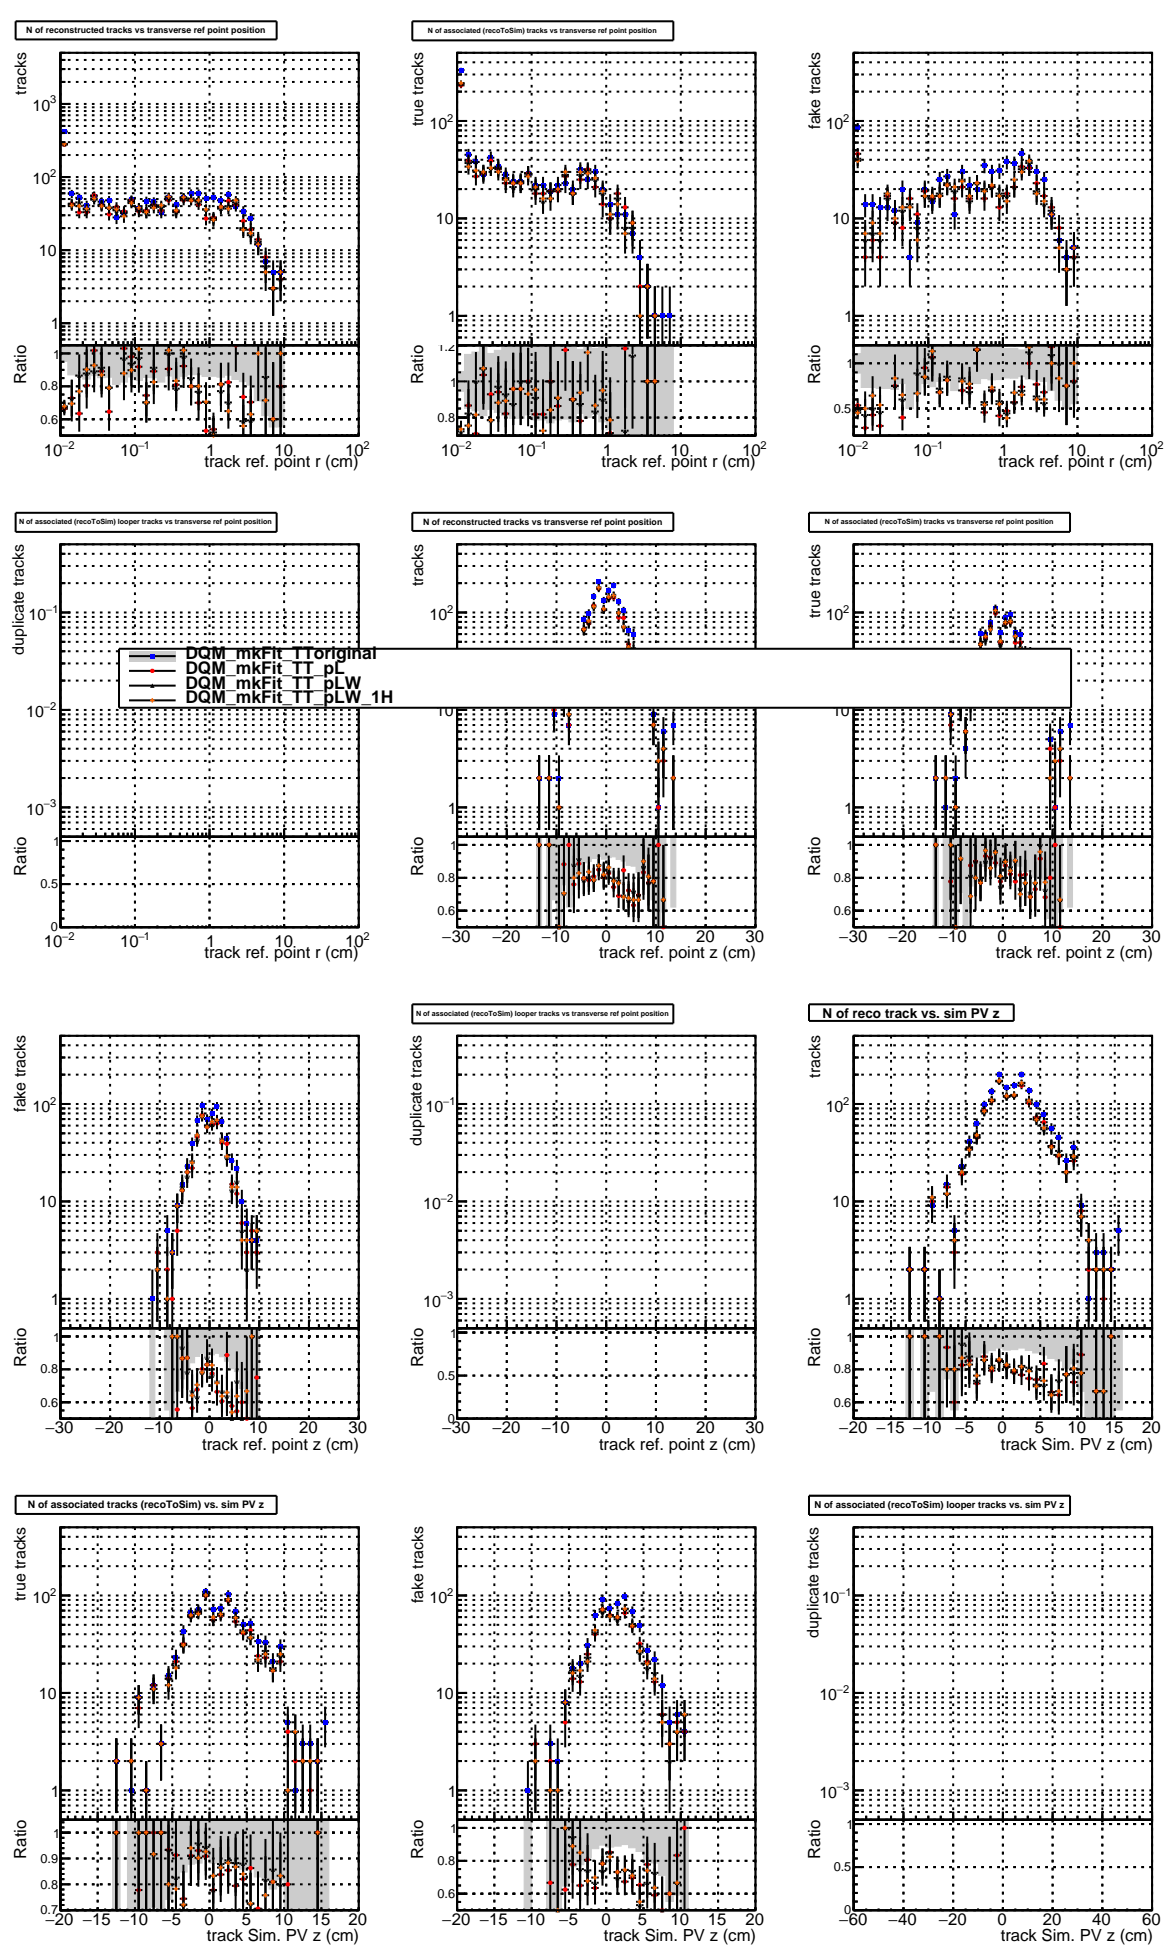 N of reconstructed tracks vs transverse ref point position
tracks
10³
10²
10
1
Ratio
1
0.8
0.6
10⁻² 10⁻¹ 1 10 10²
track ref. point r (cm)
N of associated (recoToSim) tracks vs transverse ref point position
true tracks
10²
10
1
Ratio
1.2
1
0.8
10⁻² 10⁻¹ 1 10 10²
track ref. point r (cm)
fake tracks
10²
10
1
Ratio
1
0.5
10⁻² 10⁻¹ 1 10 10²
track ref. point r (cm)
N of associated (recoToSim) looper tracks vs transverse ref point position
duplicate tracks
10⁻¹
10⁻²
10⁻³
Ratio
1
0.5
0
10⁻² 10⁻¹ 1 10 10²
track ref. point r (cm)
N of reconstructed tracks vs transverse ref point position
tracks
10²
10
1
Ratio
1
0.8
0.6
−30 −20 −10 0 10 20 30
track ref. point z (cm)
N of associated (recoToSim) tracks vs transverse ref point position
true tracks
10²
10
1
Ratio
1
0.8
0.6
−30 −20 −10 0 10 20 30
track ref. point z (cm)
DQM_mkFit_TToriginal
DQM_mkFit_TT_pL
DQM_mkFit_TT_pLW
DQM_mkFit_TT_pLW_1H
fake tracks
10²
10
1
Ratio
1
0.8
0.6
−30 −20 −10 0 10 20 30
track ref. point z (cm)
N of associated (recoToSim) looper tracks vs transverse ref point position
duplicate tracks
10⁻¹
10⁻²
10⁻³
Ratio
1
0.5
0
−30 −20 −10 0 10 20 30
track ref. point z (cm)
N of reco track vs. sim PV z
tracks
10²
10
1
Ratio
1
0.8
0.6
−20 −15 −10 −5 0 5 10 15 20
track Sim. PV z (cm)
N of associated tracks (recoToSim) vs. sim PV z
true tracks
10²
10
1
Ratio
1
0.9
0.8
0.7
−20 −15 −10 −5 0 5 10 15 20
track Sim. PV z (cm)
fake tracks
10²
10
1
Ratio
1
0.8
0.6
−20 −15 −10 −5 0 5 10 15 20
track Sim. PV z (cm)
N of associated (recoToSim) looper tracks vs. sim PV z
duplicate tracks
10⁻¹
10⁻²
10⁻³
Ratio
1
0.5
0
−60 −40 −20 0 20 40 60
track Sim. PV z (cm)